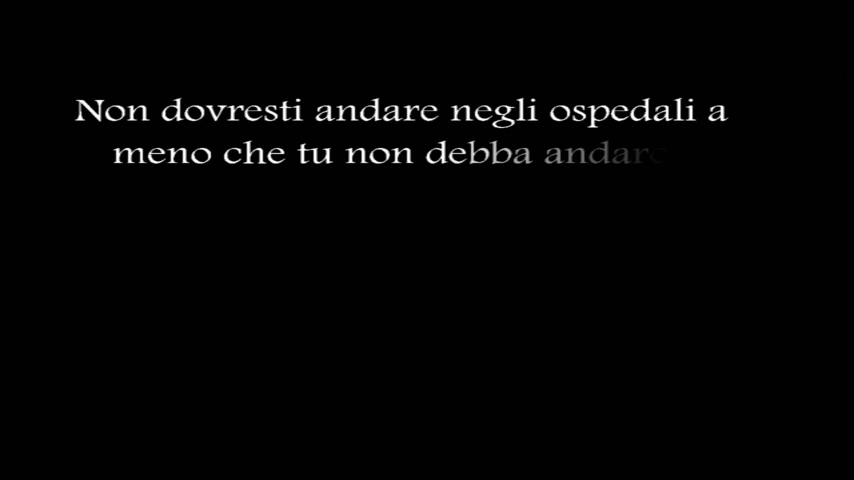 Non dovresti andare negli ospedali a
meno che tu non debba